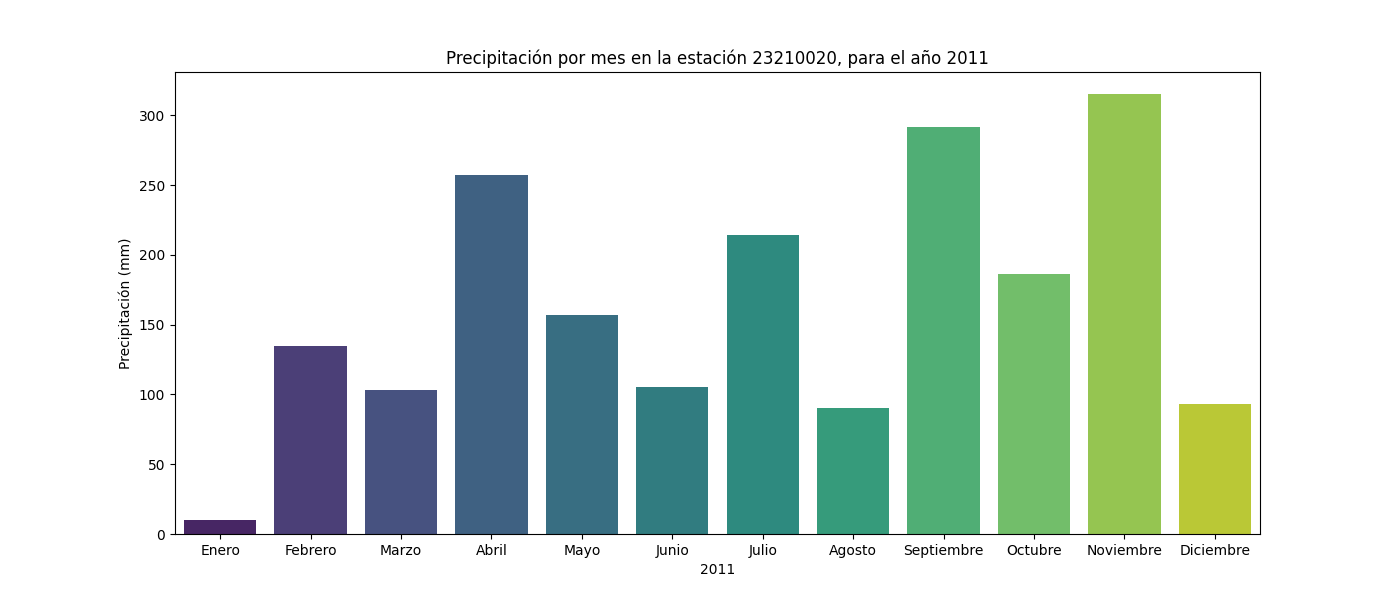 Precipitación por mes en la estación 23210020, para el año 2011
Precipitación (mm)
300
250
200
150
100
50
0
Enero Febrero Marzo Abril Mayo Junio Julio Agosto Septiembre Octubre Noviembre Diciembre
2011